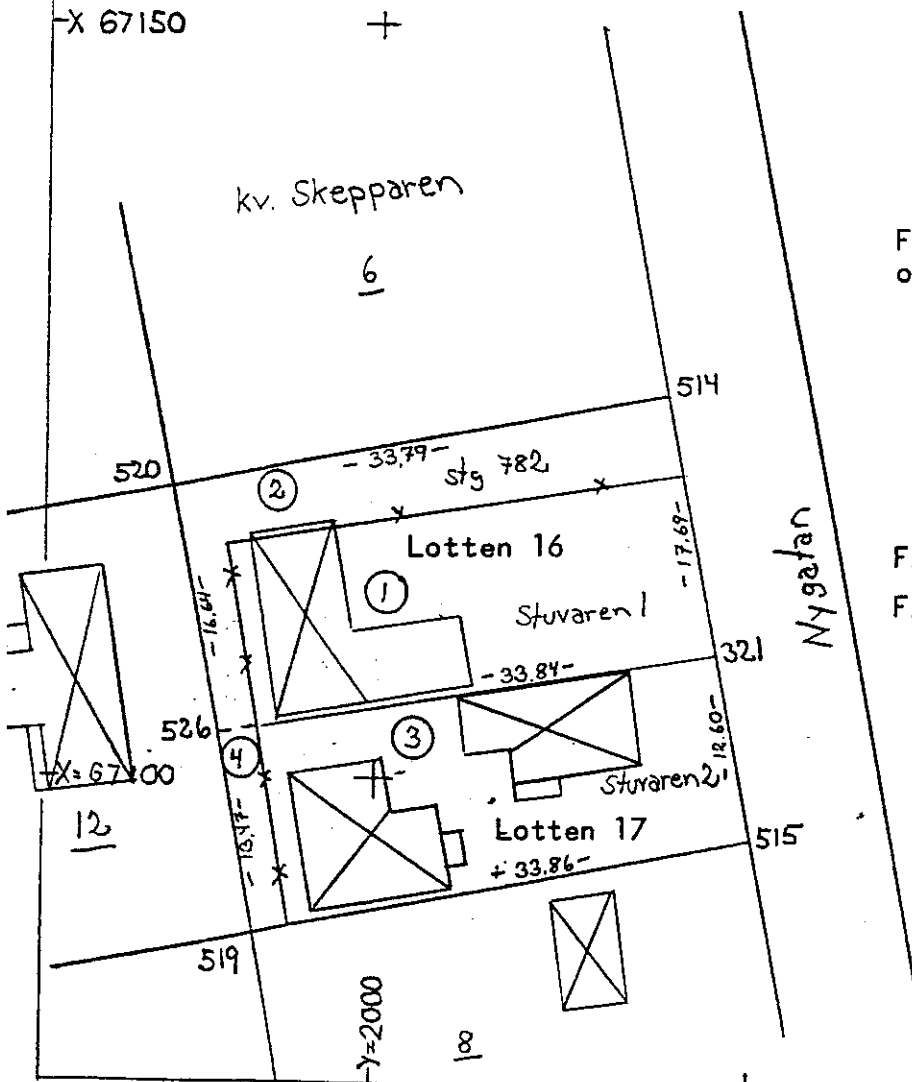 X 67150
kv. Skepparen
6
F
o
514
520
- 33,79 -
stg 782
2
Lotten 16
- 17.69 -
Nygatan
F
F.
- 16.64 -
1
Stuvaren 1
321
- 33.84 -
526
3
4
12.60 -
X= 67100
Stuvaren 2
12
Lotten 17
515
- 33.86 -
519
Y=2000
8